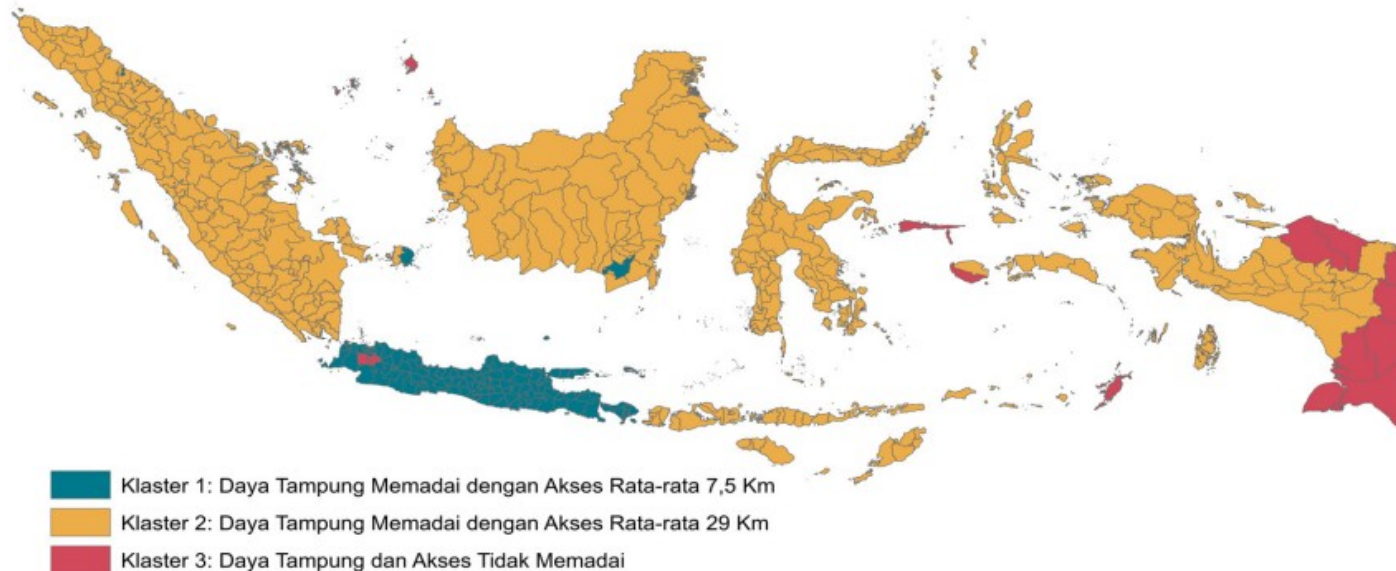 Klaster 1: Daya Tampung Memadai dengan Akses Rata-rata 7,5 Km
Klaster 2: Daya Tampung Memadai dengan Akses Rata-rata 29 Km
Klaster 3: Daya Tampung dan Akses Tidak Memadai